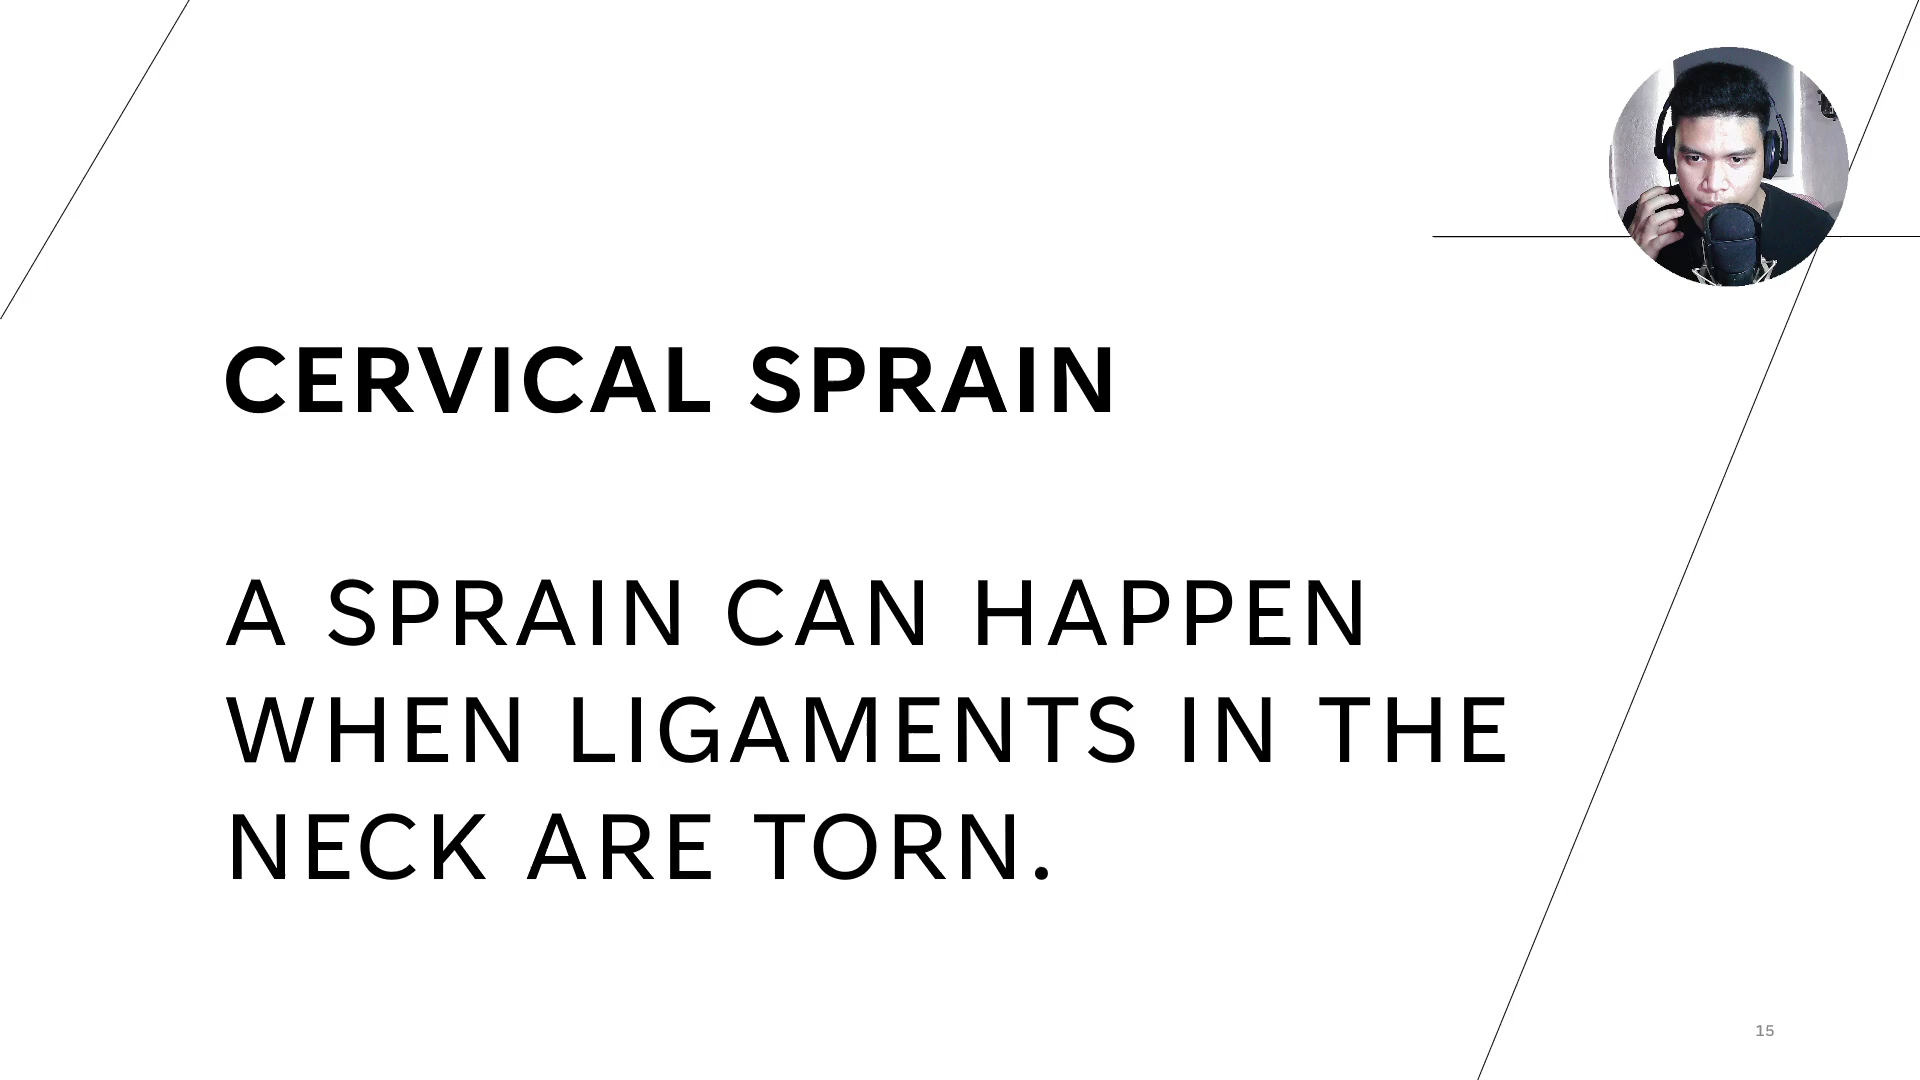 CERVICAL SPRAIN
A SPRAIN CAN HAPPEN
WHEN LIGAMENTS IN THE
NECK ARE TORN.
15